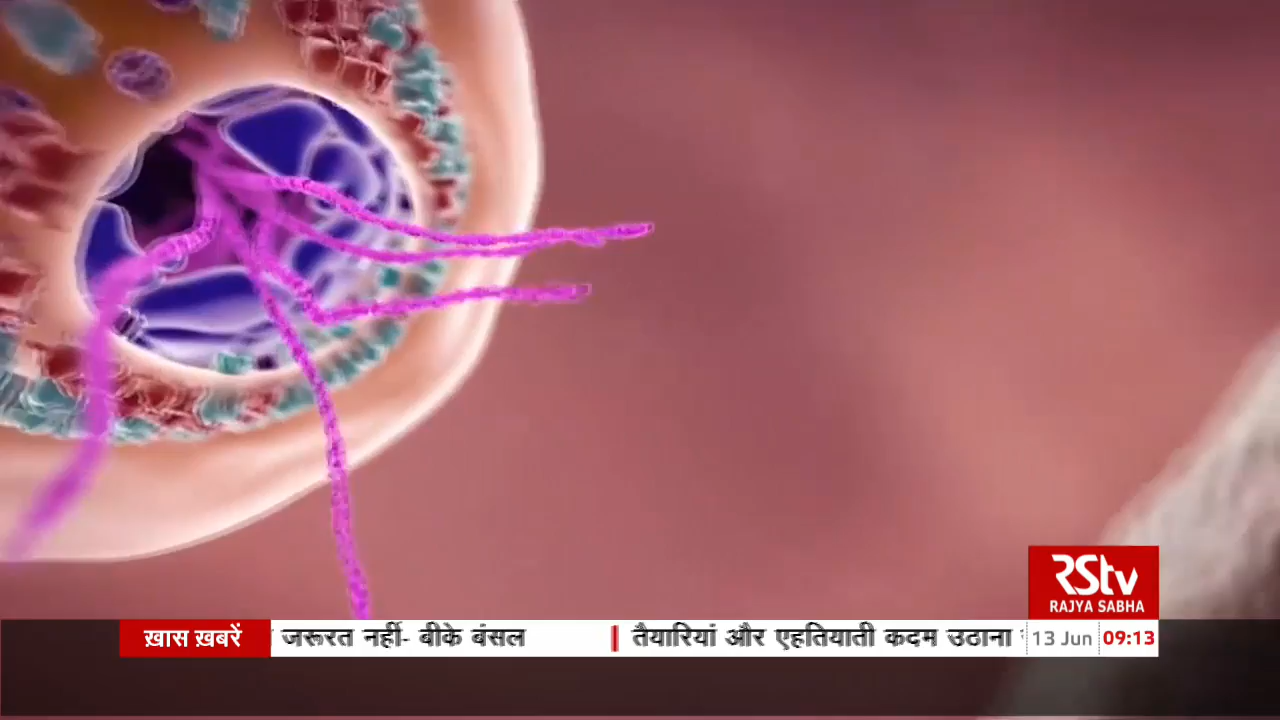 RStv
RAJYA SABHA
ख़ास ख़बरें जरूरत नहीं- बीके बंसल | तैयारियां और एहतियाती कदम उठाना 13 Jun 09:13